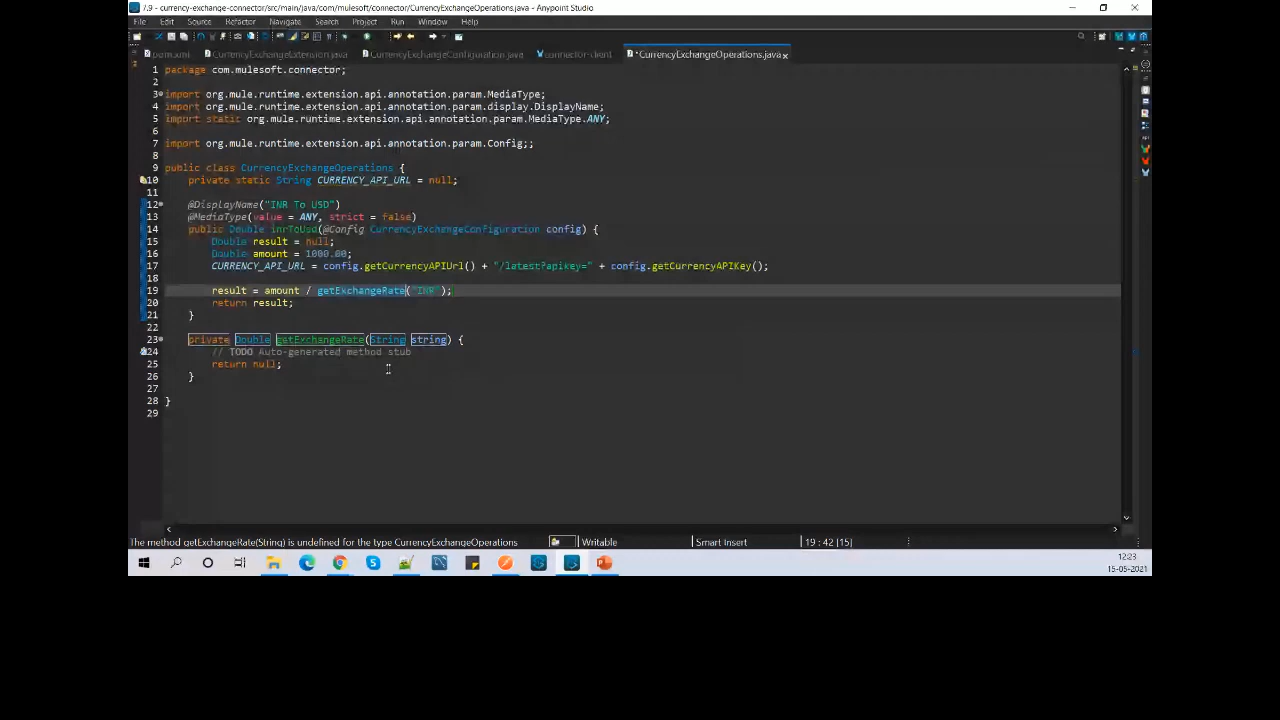 7.9 - currency-exchange-connector/src/main/java/com/mulesoft/connector/CurrencyExchangeOperations.java - Anypoint Studio
File Edit Source Refactor Navigate Search Project Run Window Help
pom.xml CurrencyExchangeExtension.java CurrencyExchangeConfiguration.java connector-client *CurrencyExchangeOperations.java
1 package com.mulesoft.connector;
2
3 import org.mule.runtime.extension.api.annotation.param.MediaType;
4 import org.mule.runtime.extension.api.annotation.param.display.DisplayName;
5 import static org.mule.runtime.extension.api.annotation.param.MediaType.ANY;
6
7 import org.mule.runtime.extension.api.annotation.param.Config;;
8
9 public class CurrencyExchangeOperations {
10 private static String CURRENCY_API_URL = null;
11
12 @DisplayName("INR To USD")
13 @MediaType(value = ANY, strict = false)
14 public Double inrToUsd(@Config CurrencyExchangeConfiguration config) {
15 Double result = null;
16 Double amount = 1000.00;
17 CURRENCY_API_URL = config.getCurrencyAPIUrl() + "/latest?apikey=" + config.getCurrencyAPIKey();
18
19 result = amount / getExchangeRate("INR");
20 return result;
21 }
22
23 private Double getExchangeRate(String string) {
24 // TODO Auto-generated method stub
25 return null;
26 }
27
28 }
29
The method getExchangeRate(String) is undefined for the type CurrencyExchangeOperations Writable Smart Insert 19 : 42 [15]
12:23
15-05-2021